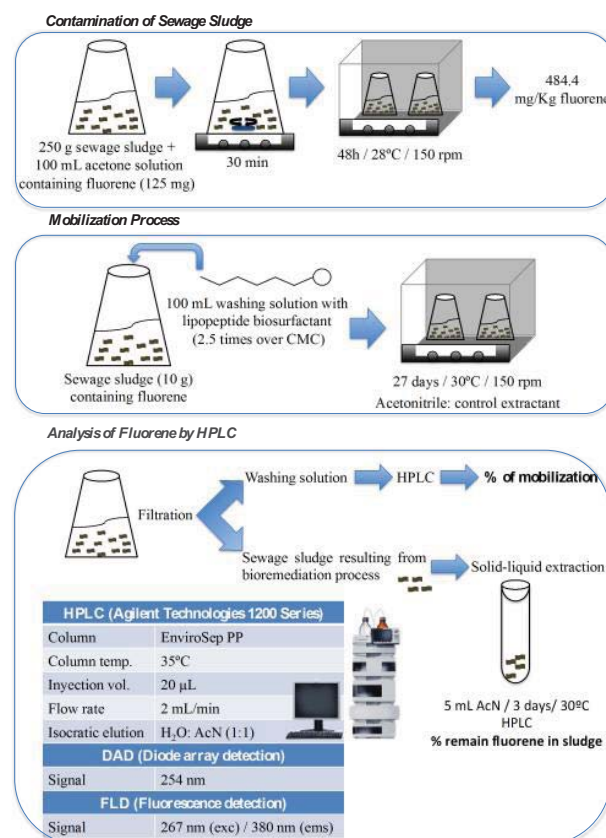 Contamination of Sewage Sludge
250 g sewage sludge +
100 mL acetone solution
containing fluorene (125 mg)
30 min
48h / 28ºC / 150 rpm
484.4
mg/Kg fluorene
Mobilization Process
Sewage sludge (10 g)
containing fluorene
100 mL washing solution with
lipopeptide biosurfactant
(2.5 times over CMC)
27 days / 30ºC / 150 rpm
Acetonitrile: control extractant
Analysis of Fluorene by HPLC
Filtration
Washing solution
HPLC
% of mobilization
Sewage sludge resulting from
bioremediation process
Solid-liquid extraction
5 mL AcN / 3 days/ 30ºC
HPLC
% remain fluorene in sludge
HPLC (Agilent Technologies 1200 Series)
Column EnviroSep PP
Column temp. 35ºC
Inyection vol. 20 µL
Flow rate 2 mL/min
Isocratic elution H₂O: AcN (1:1)
DAD (Diode array detection)
Signal 254 nm
FLD (Fluorescence detection)
Signal 267 nm (exc) / 380 nm (ems)